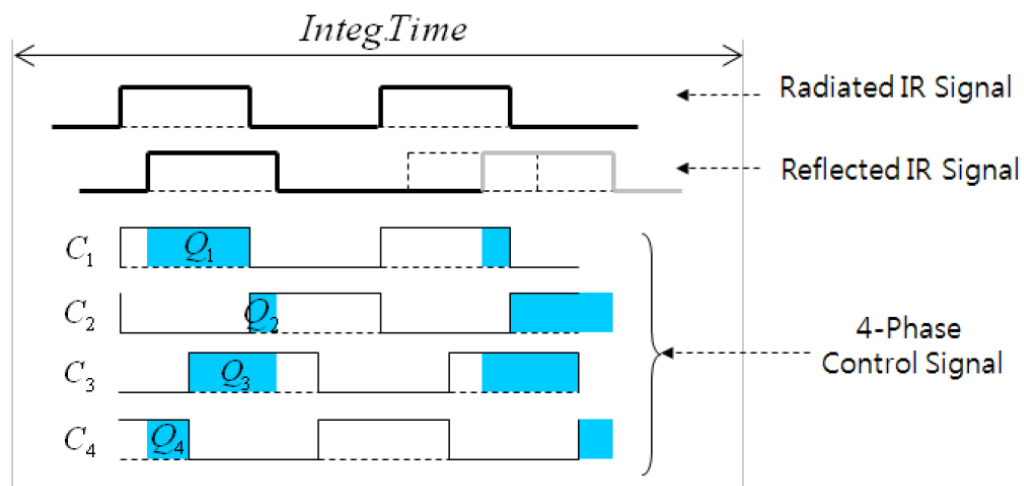 Integ.Time
Radiated IR Signal
Reflected IR Signal
C₁
Q₁
C₂
Q₂
C₃
Q₃
C₄
Q₄
4-Phase
Control Signal